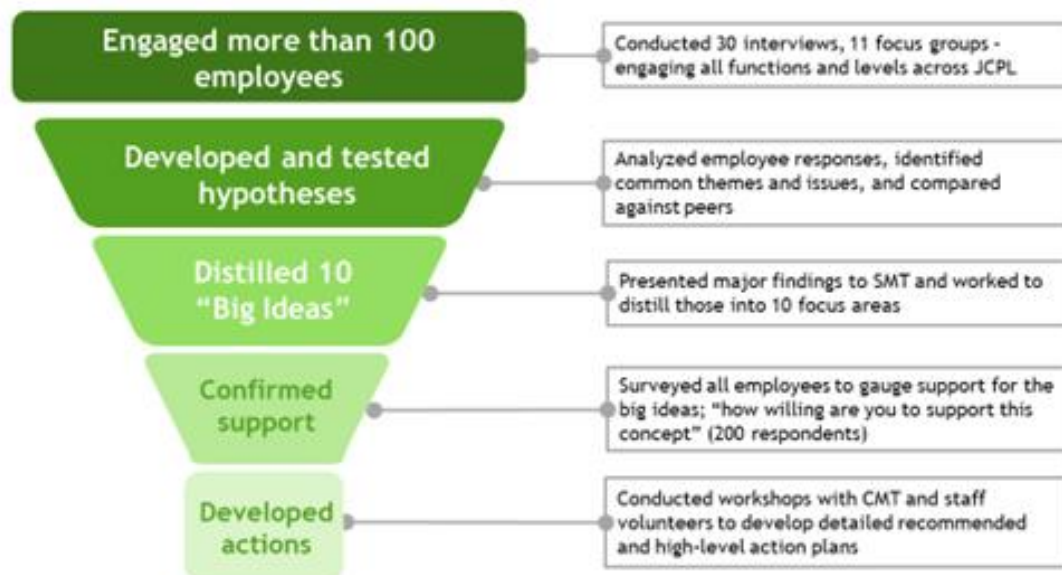 Engaged more than 100
employees
Conducted 30 interviews, 11 focus groups -
engaging all functions and levels across JCPL
Developed and tested
hypotheses
Analyzed employee responses, identified
common themes and issues, and compared
against peers
Distilled 10
“Big Ideas”
Presented major findings to SMT and worked to
distill those into 10 focus areas
Confirmed
support
Surveyed all employees to gauge support for the
big ideas; “how willing are you to support this
concept” (200 respondents)
Developed
actions
Conducted workshops with CMT and staff
volunteers to develop detailed recommended
and high-level action plans